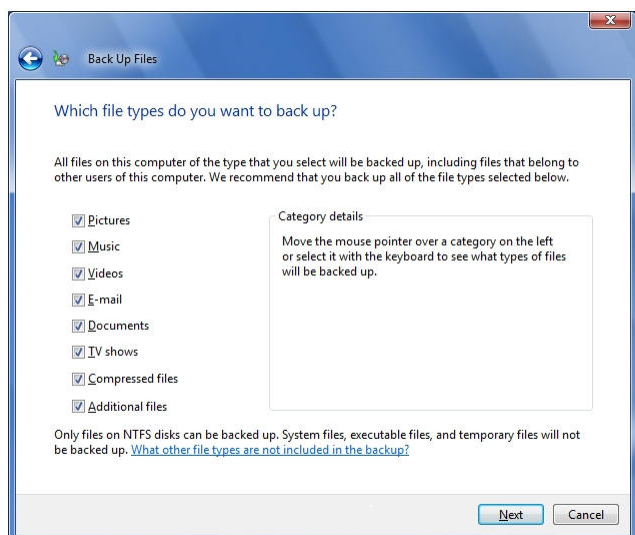 Back Up Files
Which file types do you want to back up?
All files on this computer of the type that you select will be backed up, including files that belong to
other users of this computer. We recommend that you back up all of the file types selected below.
Pictures
Music
Videos
E-mail
Documents
TV shows
Compressed files
Additional files
Category details
Move the mouse pointer over a category on the left
or select it with the keyboard to see what types of files
will be backed up.
Only files on NTFS disks can be backed up. System files, executable files, and temporary files will not
be backed up. What other file types are not included in the backup?
Next
Cancel